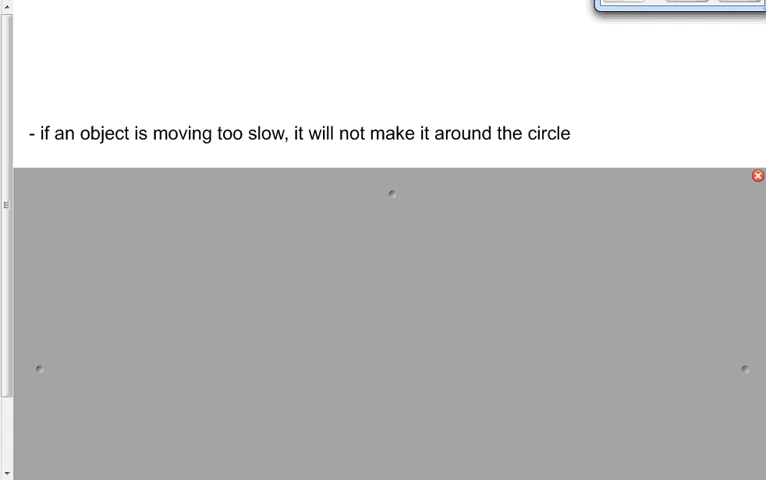 - if an object is moving too slow, it will not make it around the circle